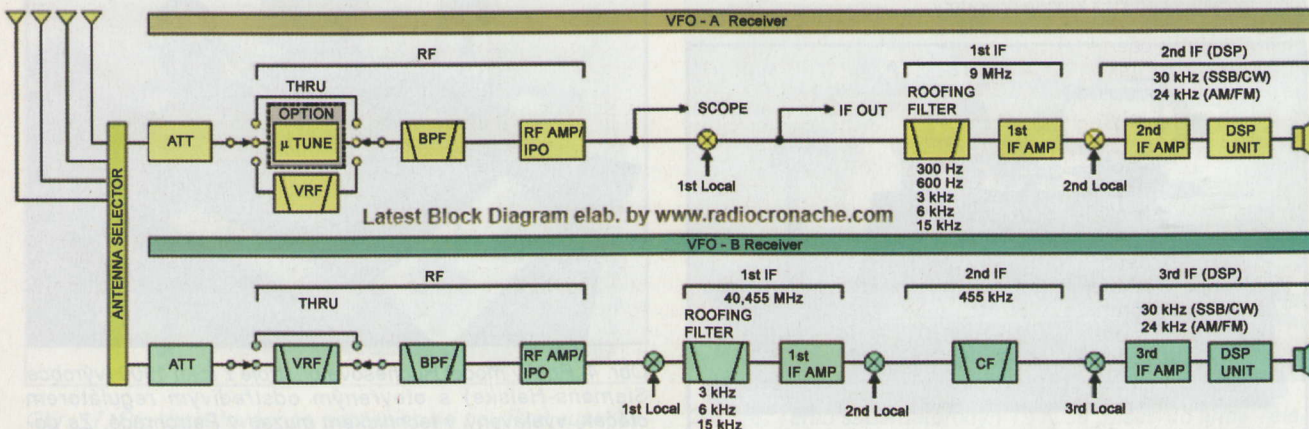 VFO - A Receiver
RF
1st IF
9 MHz
2nd IF (DSP)
30 kHz (SSB/CW)
24 kHz (AM/FM)
THRU
OPTION
µ TUNE
VRF
ATT
BPF
RF AMP/
IPO
SCOPE
1st Local
IF OUT
ROOFING
FILTER
300 Hz
600 Hz
3 kHz
6 kHz
15 kHz
1st
IF AMP
2nd Local
2nd
IF AMP
DSP
UNIT
ANTENNA SELECTOR
Latest Block Diagram elab. by www.radiocronache.com
VFO - B Receiver
RF
1st IF
40,455 MHz
2nd IF
455 kHz
3rd IF (DSP)
30 kHz (SSB/CW)
24 kHz (AM/FM)
THRU
ATT
VRF
BPF
RF AMP/
IPO
1st Local
ROOFING
FILTER
3 kHz
6 kHz
15 kHz
1st
IF AMP
2nd Local
CF
3rd Local
3rd
IF AMP
DSP
UNIT